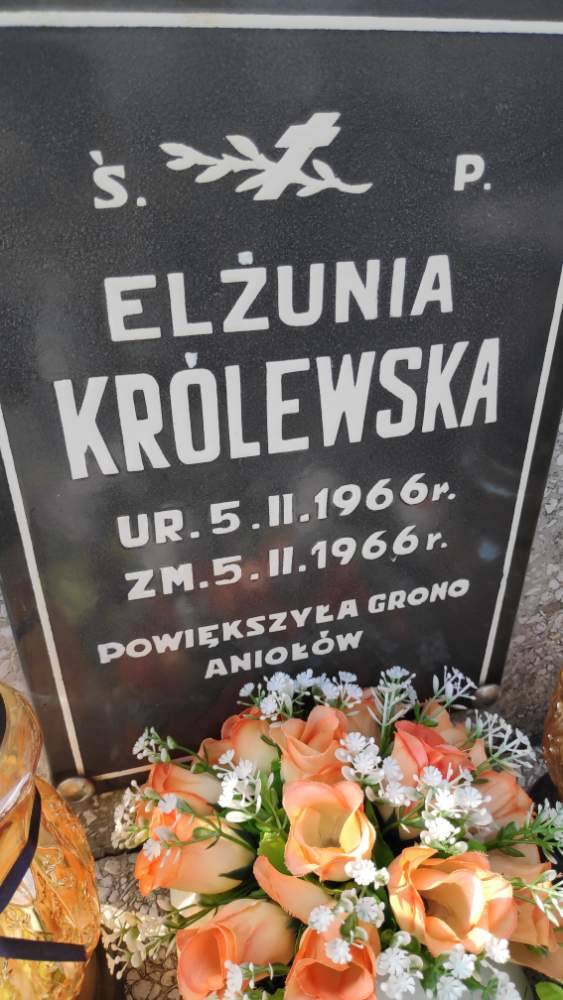 Ś. P.
ELŻUNIA
KRÓLEWSKA
UR. 5. II. 1966 r.
ZM. 5. II. 1966 r.
POWIĘKSZYŁA GRONO
ANIOŁÓW